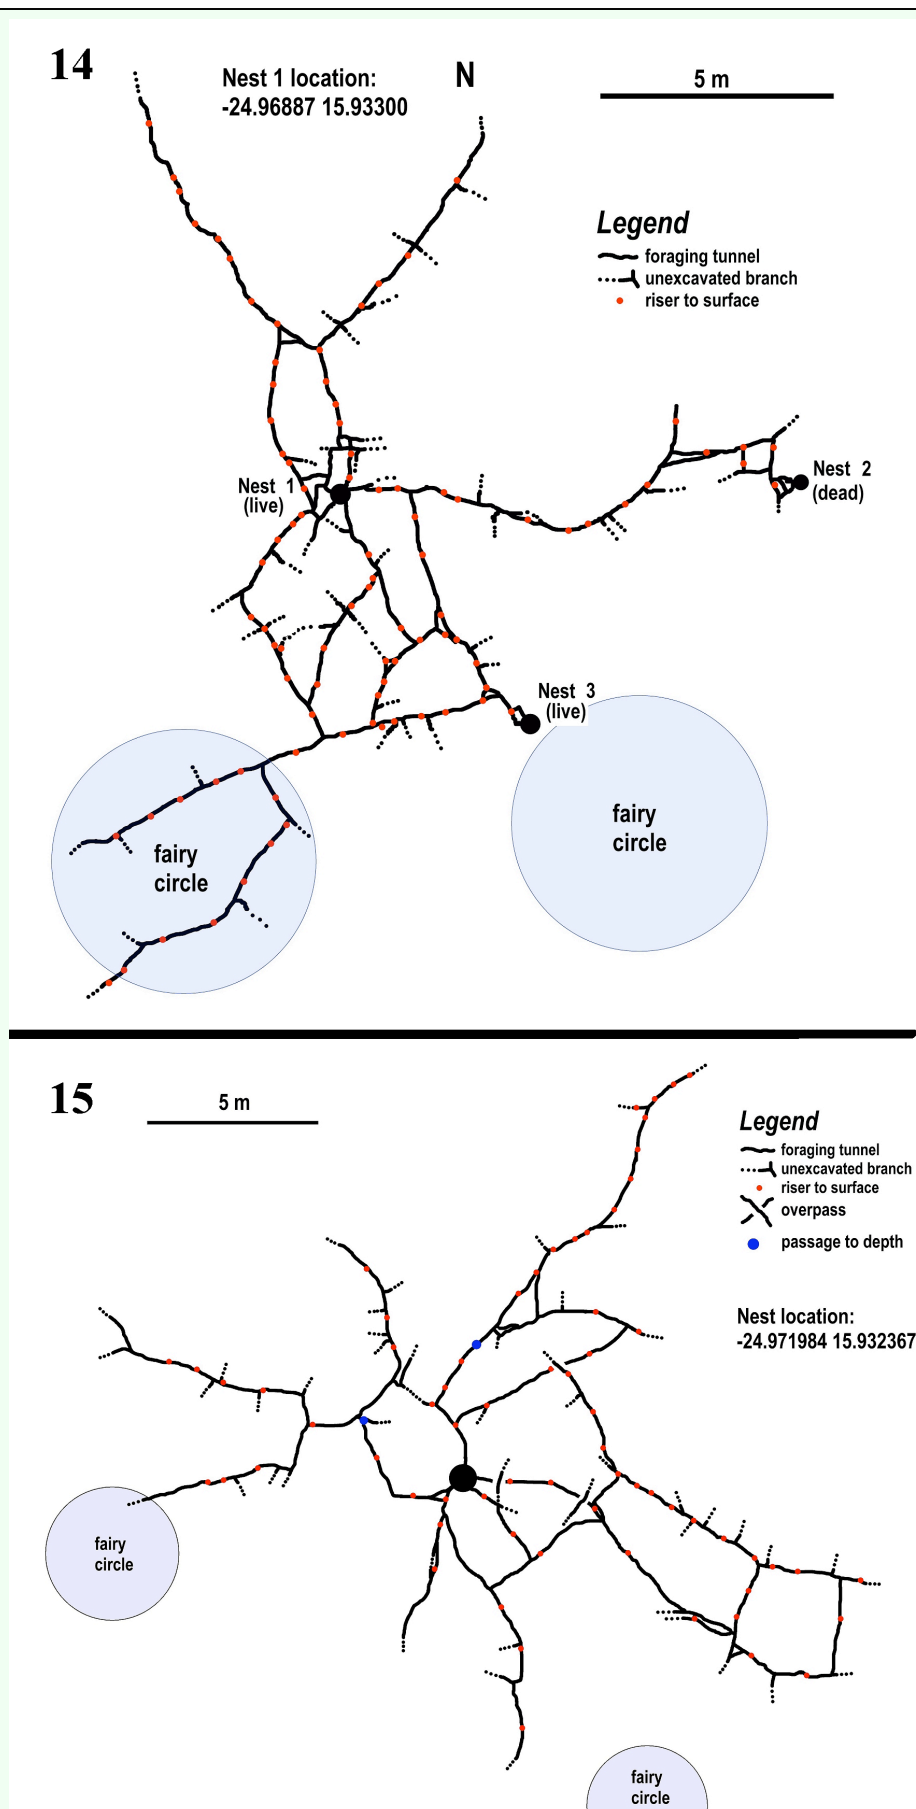 14
Nest 1 location:
-24.96887 15.93300
N
5 m
Legend
foraging tunnel
unexcavated branch
riser to surface
Nest 1
(live)
Nest 2
(dead)
Nest 3
(live)
fairy
circle
fairy
circle
15
5 m
Legend
foraging tunnel
unexcavated branch
riser to surface
overpass
passage to depth
Nest location:
-24.971984 15.932367
fairy
circle
fairy
circle